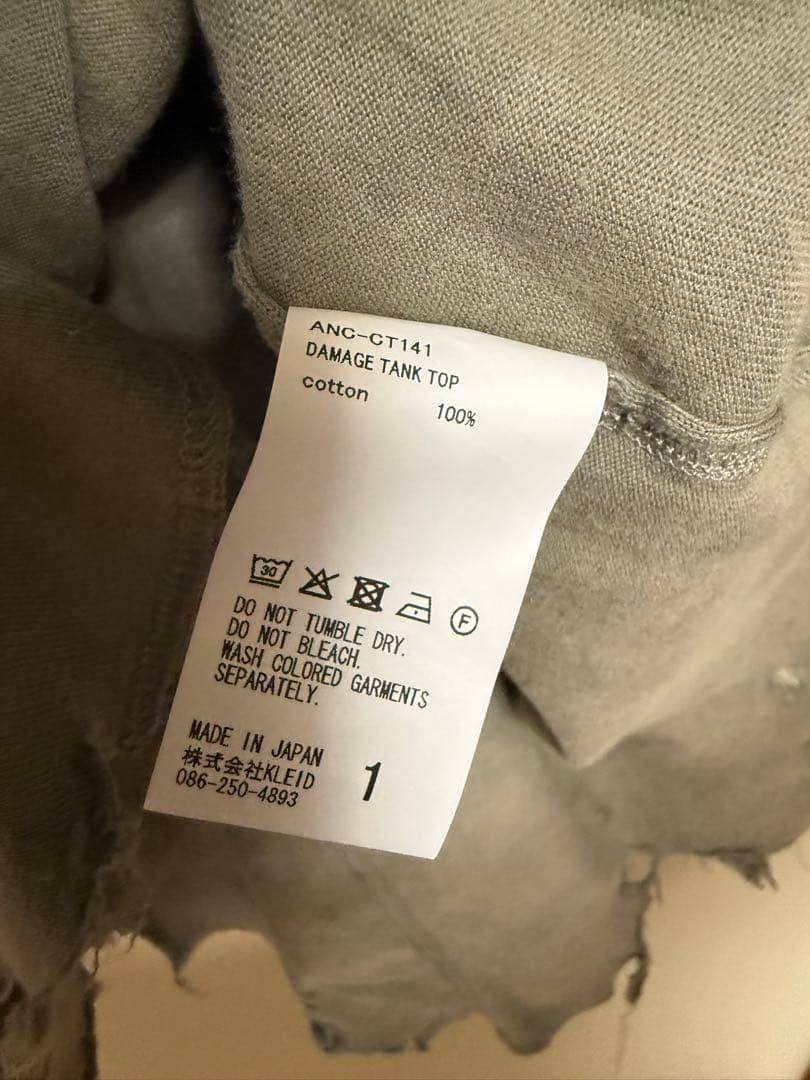 ANC-CT141
DAMAGE TANK TOP
cotton 100%
30
F
DO NOT TUMBLE DRY.
DO NOT BLEACH.
WASH COLORED GARMENTS
SEPARATELY.
MADE IN JAPAN
株式会社KLEID
086-250-4893
1